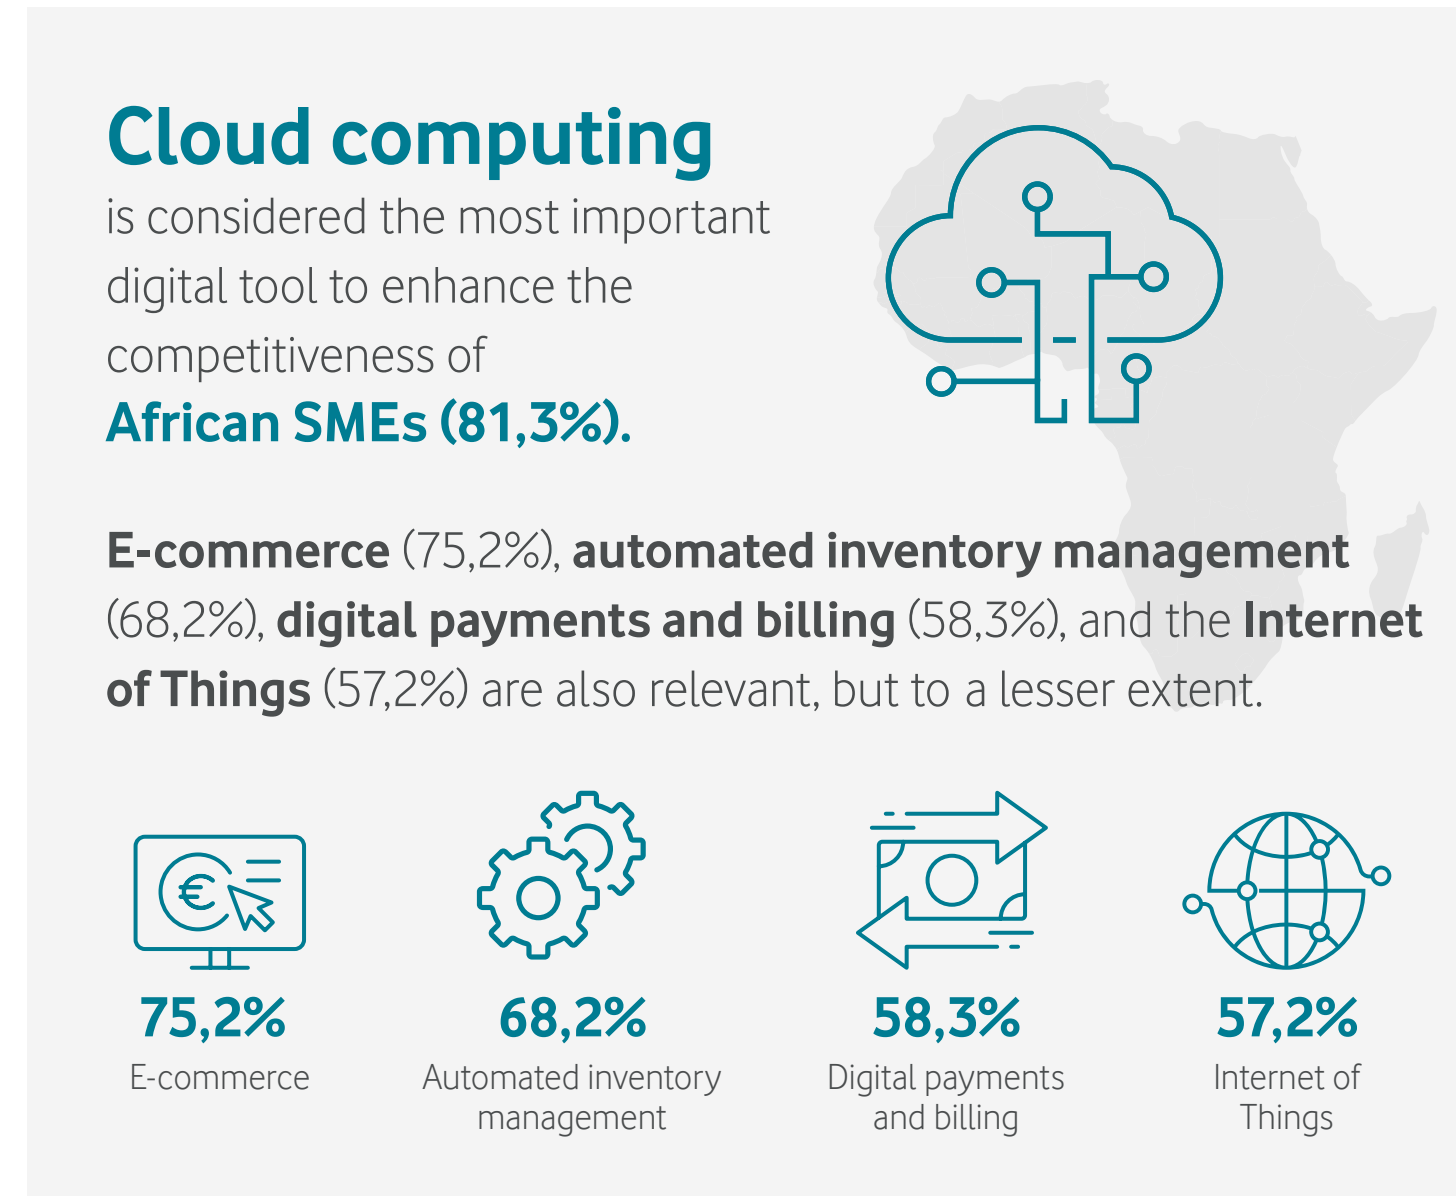 Cloud computing
is considered the most important
digital tool to enhance the
competitiveness of
African SMEs (81,3%).
E-commerce (75,2%), automated inventory management
(68,2%), digital payments and billing (58,3%), and the Internet
of Things (57,2%) are also relevant, but to a lesser extent.
€
75,2%
E-commerce
68,2%
Automated inventory
management
58,3%
Digital payments
and billing
57,2%
Internet of
Things